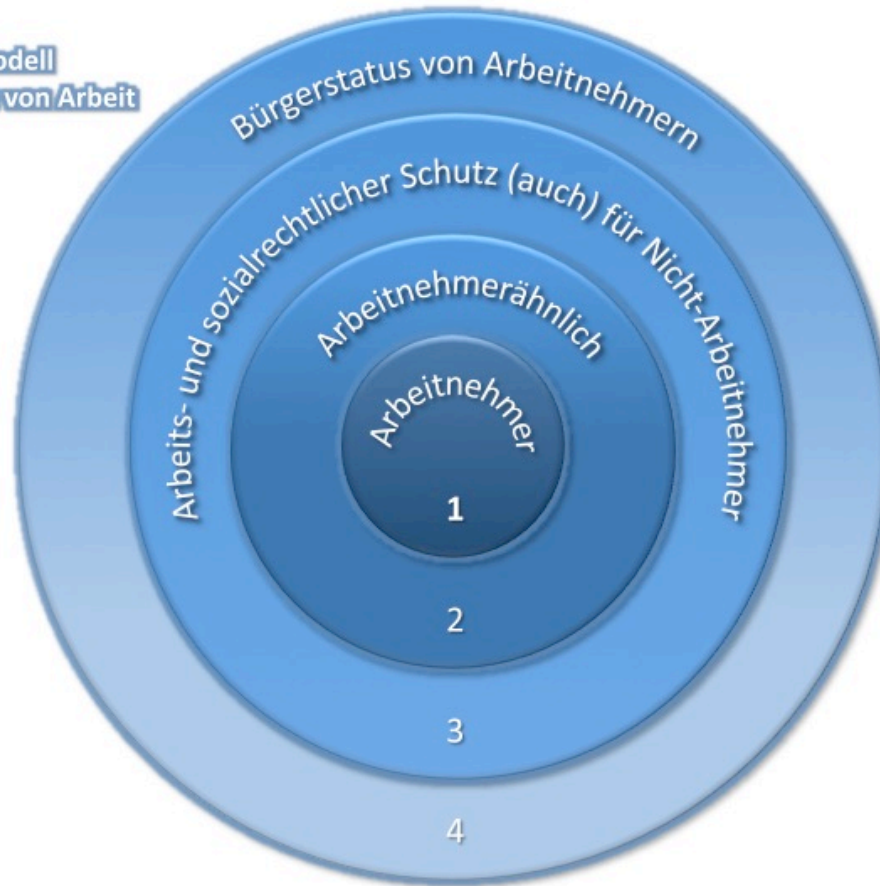 von Arbeit
Bürgerstatus von Arbeitnehmern
Arbeits- und sozialrechtlicher Schutz (auch) für Nicht-Arbeitnehmer
Arbeitnehmerähnlich
Arbeitnehmer
1
2
3
4